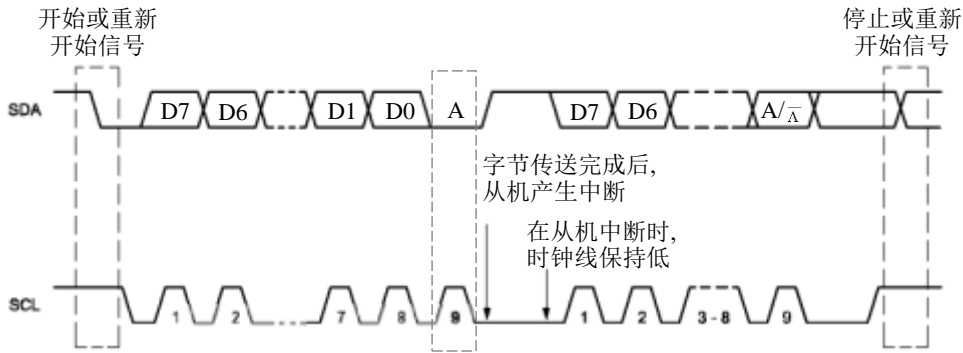 开始或重新
开始信号
停止或重新
开始信号
SDA
D7 D6 D1 D0 A D7 D6 A/A̅
字节传送完成后,
从机产生中断
在从机中断时,
时钟线保持低
SCL
1 2 7 8 9 1 2 3 - 8 9